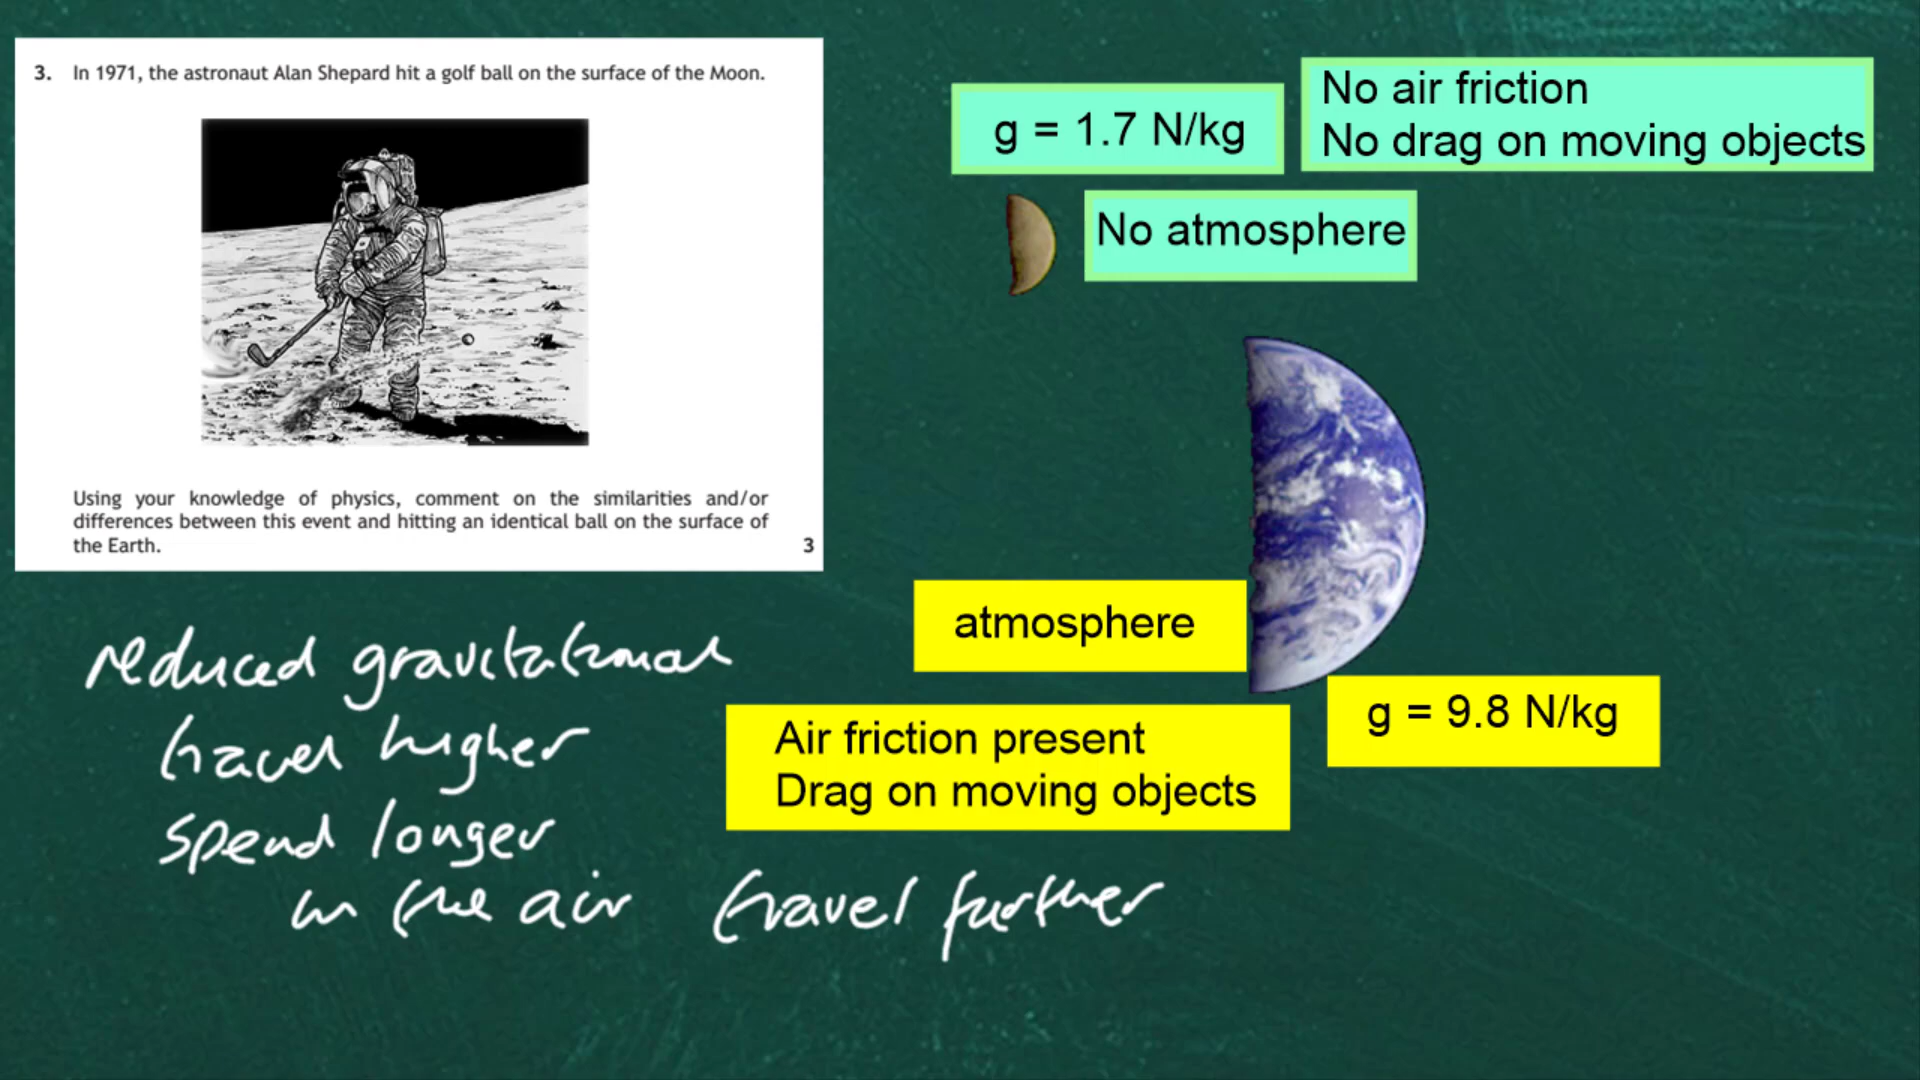 3. In 1971, the astronaut Alan Shepard hit a golf ball on the surface of the Moon.
Using your knowledge of physics, comment on the similarities and/or
differences between this event and hitting an identical ball on the surface of
the Earth.
3
g = 1.7 N/kg
No air friction
No drag on moving objects
No atmosphere
atmosphere
g = 9.8 N/kg
Air friction present
Drag on moving objects
reduced gravitational
travel higher
spend longer
in the air
travel further